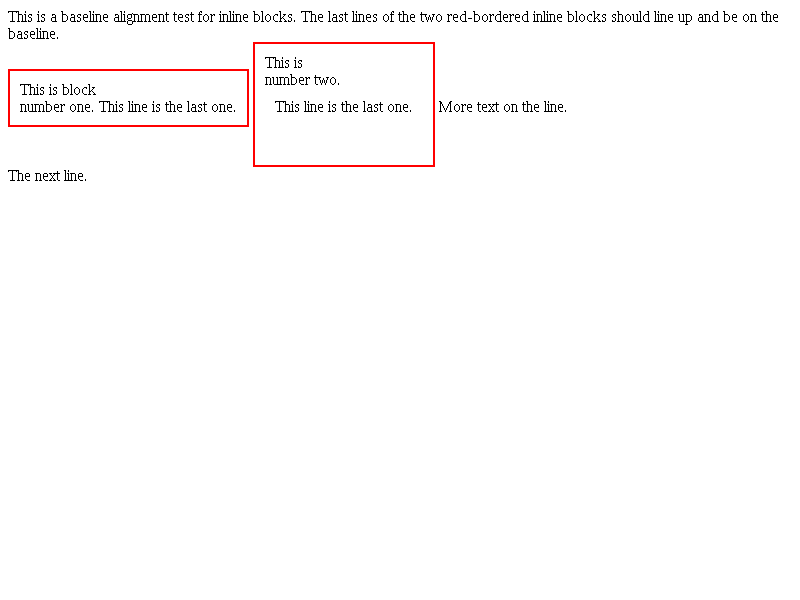 This is a baseline alignment test for inline blocks. The last lines of the two red-bordered inline blocks should line up and be on the
baseline.
This is block
number one. This line is the last one.
This is
number two.
This line is the last one.
More text on the line.
The next line.